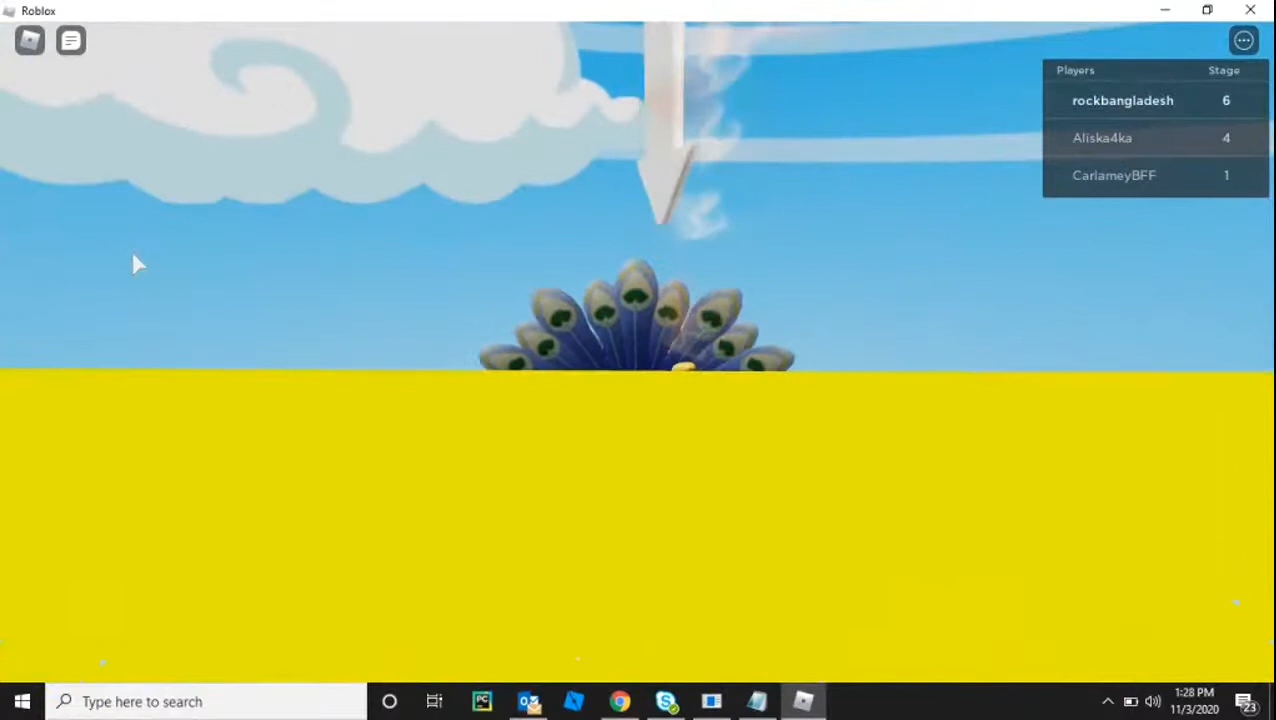 Roblox
Players Stage
rockbangladesh 6
Aliska4ka 4
CarlameyBFF 1
PC
Type here to search
1:28 PM
11/3/2020
23